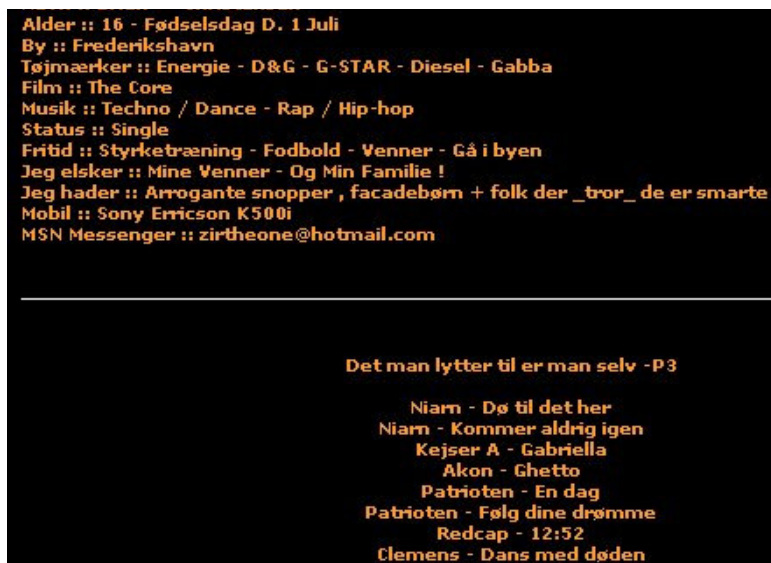 Alder :: 16 - Fødselsdag D. 1 Juli
By :: Frederikshavn
Tøjmærker :: Energie - D&G - G-STAR - Diesel - Gabba
Film :: The Core
Musik :: Techno / Dance - Rap / Hip-hop
Status :: Single
Fritid :: Styrketræning - Fodbold - Venner - Gå i byen
Jeg elsker :: Mine Venner - Og Min Familie !
Jeg hader :: Arrogante snopper , facadebørn + folk der _tror_ de er smarte
Mobil :: Sony Erricson K500i
MSN Messenger :: zirtheone@hotmail.com
Det man lytter til er man selv -P3
Niarn - Dø til det her
Niarn - Kommer aldrig igen
Kejser A - Gabriella
Akon - Ghetto
Patrioten - En dag
Patrioten - Følg dine drømme
Redcap - 12:52
Clemens - Dans med døden